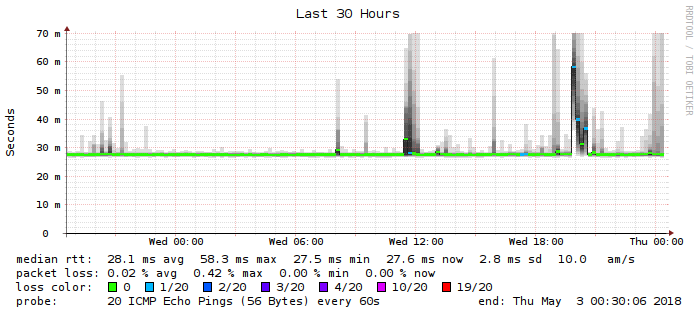 Last 30 Hours
RRDTOOL / TOBI OETIKER
Seconds
70 m
60 m
50 m
40 m
30 m
20 m
10 m
0
Wed 00:00 Wed 06:00 Wed 12:00 Wed 18:00 Thu 00:00
median rtt: 28.1 ms avg 58.3 ms max 27.5 ms min 27.6 ms now 2.8 ms sd 10.0 am/s
packet loss: 0.02 % avg 0.42 % max 0.00 % min 0.00 % now
loss color: 0 1/20 2/20 3/20 4/20 10/20 19/20
probe: 20 ICMP Echo Pings (56 Bytes) every 60s end: Thu May 3 00:30:06 2018